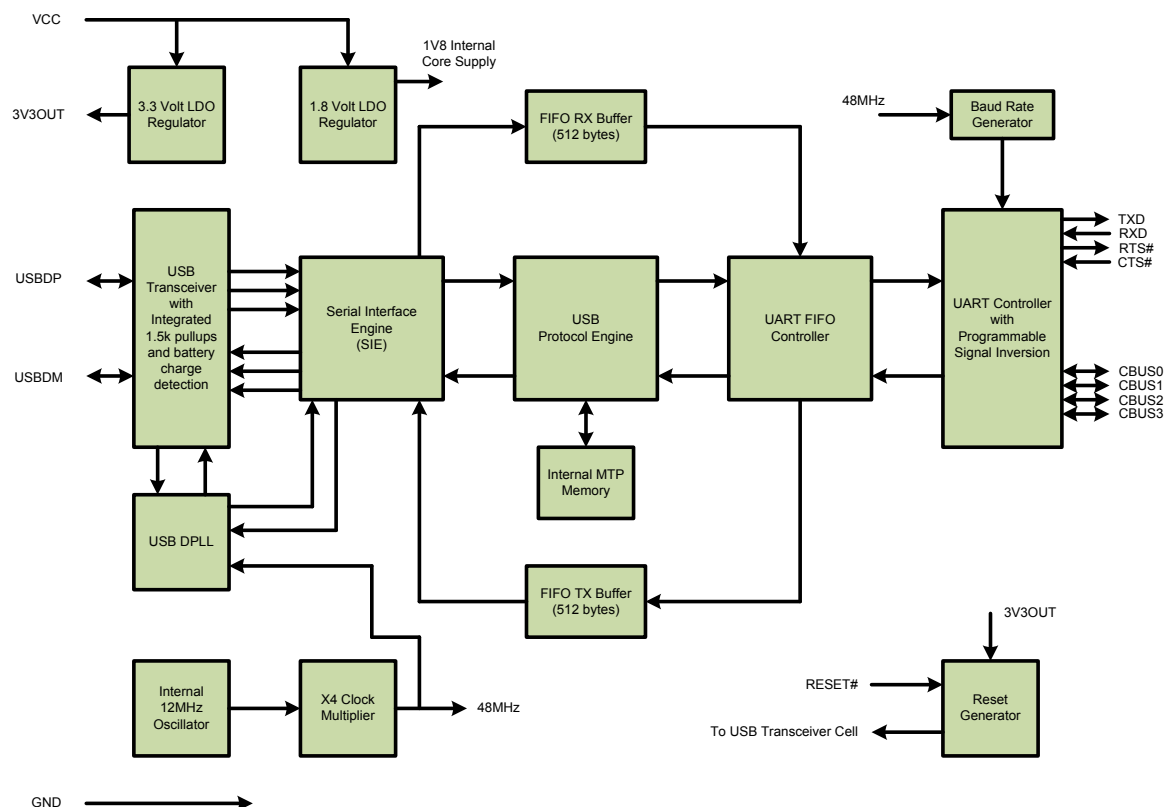 VCC
1V8 Internal
Core Supply
3.3 Volt LDO
Regulator
1.8 Volt LDO
Regulator
3V3OUT
FIFO RX Buffer
(512 bytes)
48MHz
Baud Rate
Generator
USBDP
USBDM
USB
Transceiver
with
Integrated
1.5k pullups
and battery
charge
detection
Serial Interface
Engine
(SIE)
USB
Protocol Engine
UART FIFO
Controller
UART Controller
with
Programmable
Signal Inversion
TXD
RXD
RTS#
CTS#
CBUS0
CBUS1
CBUS2
CBUS3
Internal MTP
Memory
USB DPLL
FIFO TX Buffer
(512 bytes)
Internal
12MHz
Oscillator
X4 Clock
Multiplier
48MHz
3V3OUT
RESET#
Reset
Generator
To USB Transceiver Cell
GND